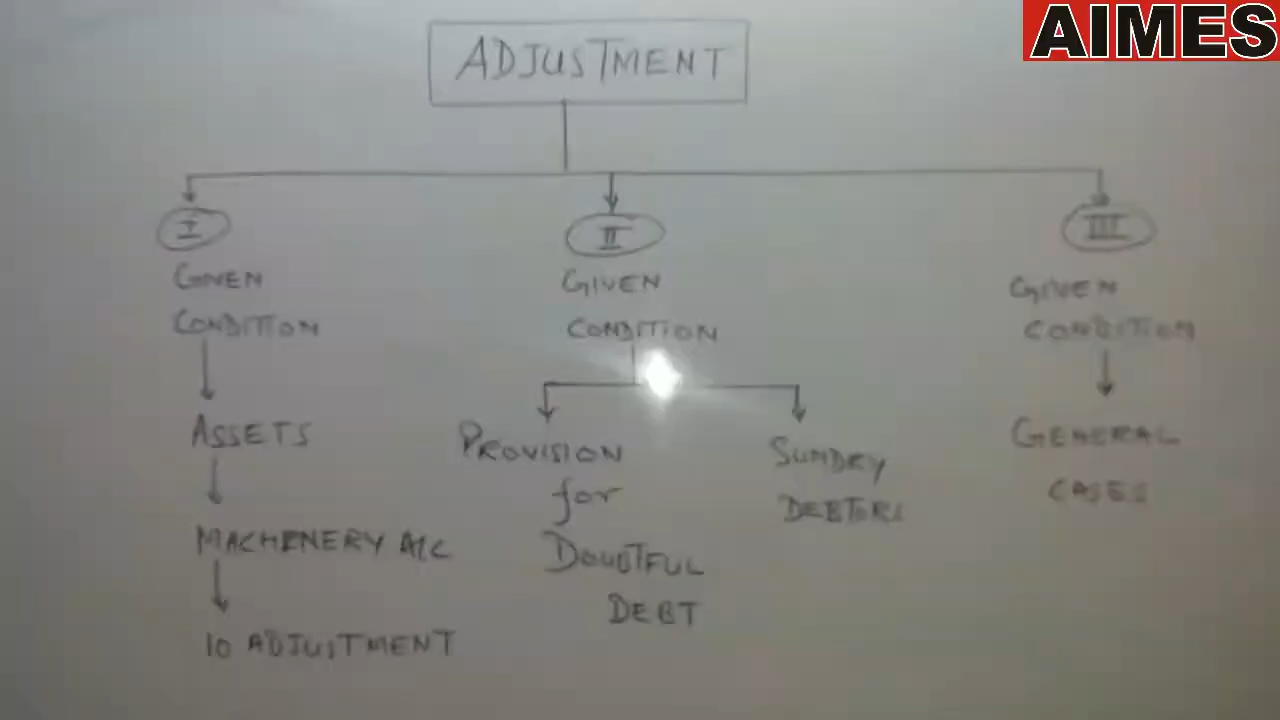 AIMES
ADJUSTMENT
I
GIVEN
CONDITION
ASSETS
MACHENERY A/C
10 ADJUSTMENT
II
GIVEN
CONDITION
PROVISION
for
DOUBTFUL
DEBT
SUNDRY
DEBTORS
III
GIVEN
CONDITION
GENERAL
CASES